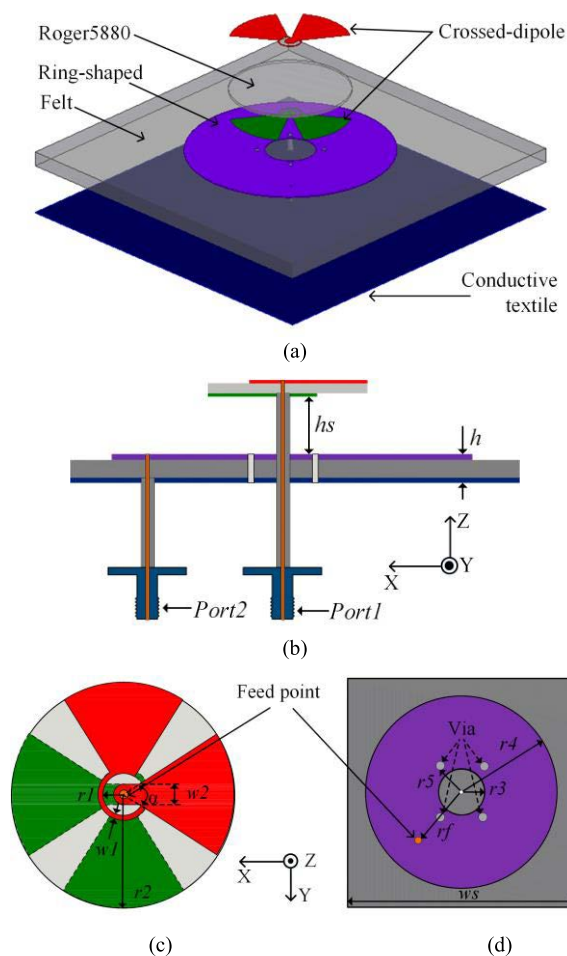 Roger5880
Crossed-dipole
Ring-shaped
Felt
Conductive
textile
(a)
hs
h
Z
X
Y
Port2
Port1
(b)
Feed point
Via
r4
r1
w2
α
r5
r3
w1
rf
r2
X
Z
Y
ws
(c)
(d)